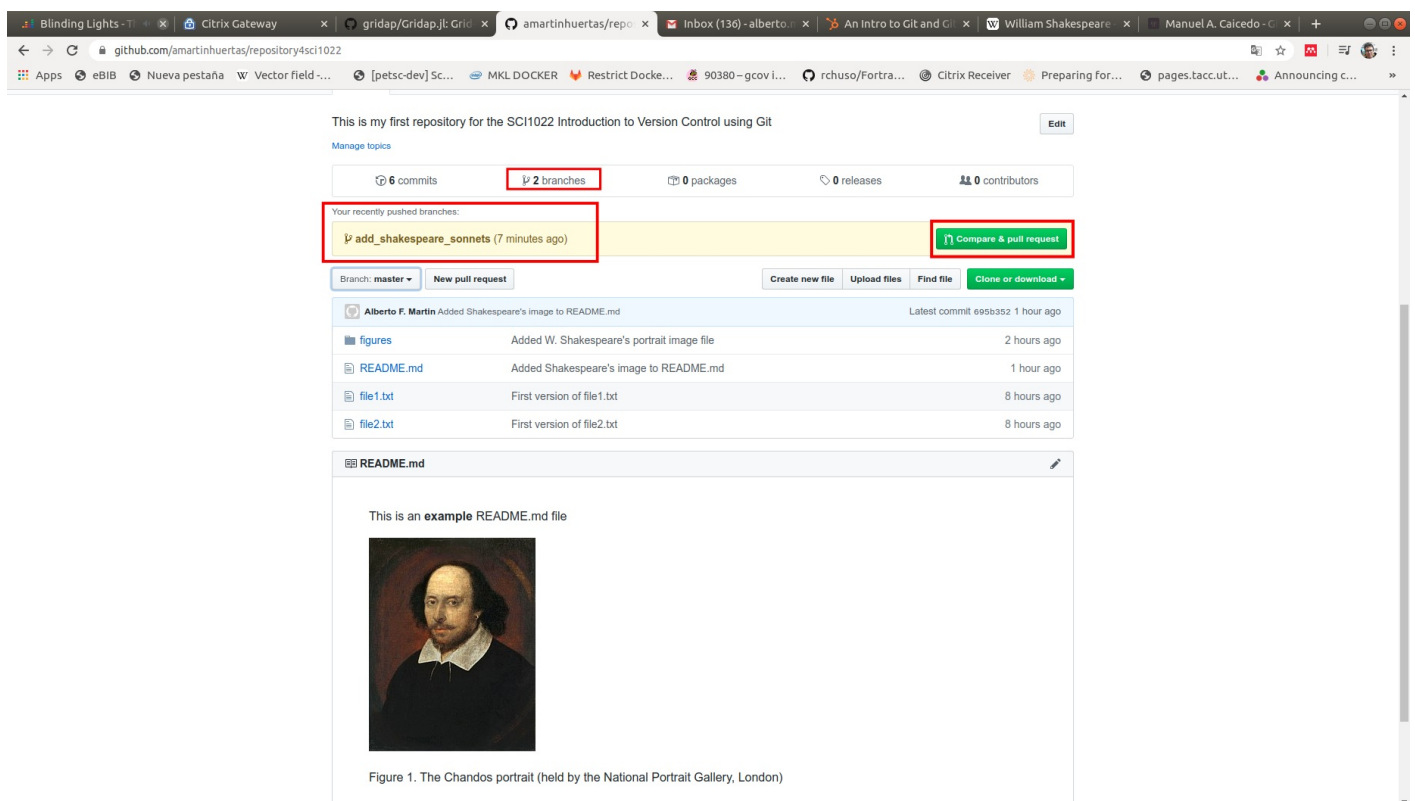 Blinding Lights - T Citrix Gateway gridap/Gridap.jl: Grid amartinhuertas/repo Inbox (136) - alberto.m An Intro to Git and Gi William Shakespeare - Manuel A. Caicedo - G
github.com/amartinhuertas/repository4sci1022
Apps eBIB Nueva pestaña Vector field -... [petsc-dev] Sc... MKL DOCKER Restrict Docke... 90380 – gcov i... rchuso/Fortra... Citrix Receiver Preparing for... pages.tacc.ut... Announcing c... »
This is my first repository for the SCI1022 Introduction to Version Control using Git Edit
Manage topics
6 commits 2 branches 0 packages 0 releases 0 contributors
Your recently pushed branches:
add_shakespeare_sonnets (7 minutes ago) Compare & pull request
Branch: master New pull request Create new file Upload files Find file Clone or download
Alberto F. Martin Added Shakespeare's image to README.md Latest commit 695b352 1 hour ago
figures Added W. Shakespeare's portrait image file 2 hours ago
README.md Added Shakespeare's image to README.md 1 hour ago
file1.txt First version of file1.txt 8 hours ago
file2.txt First version of file2.txt 8 hours ago
README.md
This is an example README.md file
Figure 1. The Chandos portrait (held by the National Portrait Gallery, London)